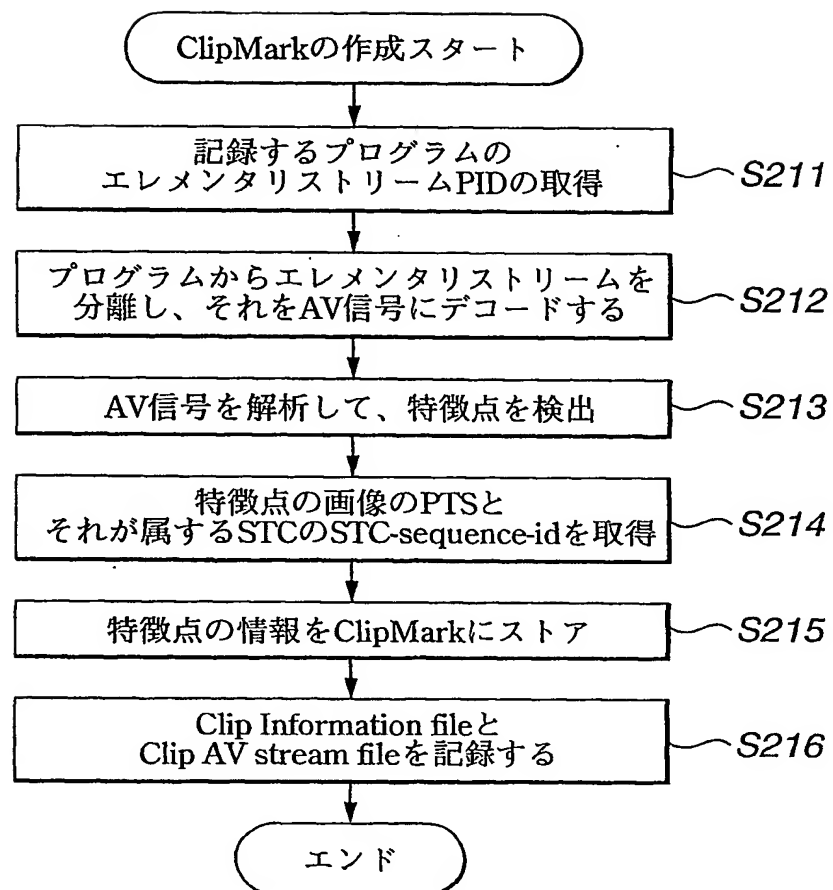 ClipMarkの作成スタート
記録するプログラムの
エレメンタリストリームPIDの取得
S211
プログラムからエレメンタリストリームを
分離し、それをAV信号にデコードする
S212
AV信号を解析して、特徴点を検出
S213
特徴点の画像のPTSと
それが属するSTCのSTC-sequence-idを取得
S214
特徴点の情報をClipMarkにストア
S215
Clip Information fileと
Clip AV stream fileを記録する
S216
エンド